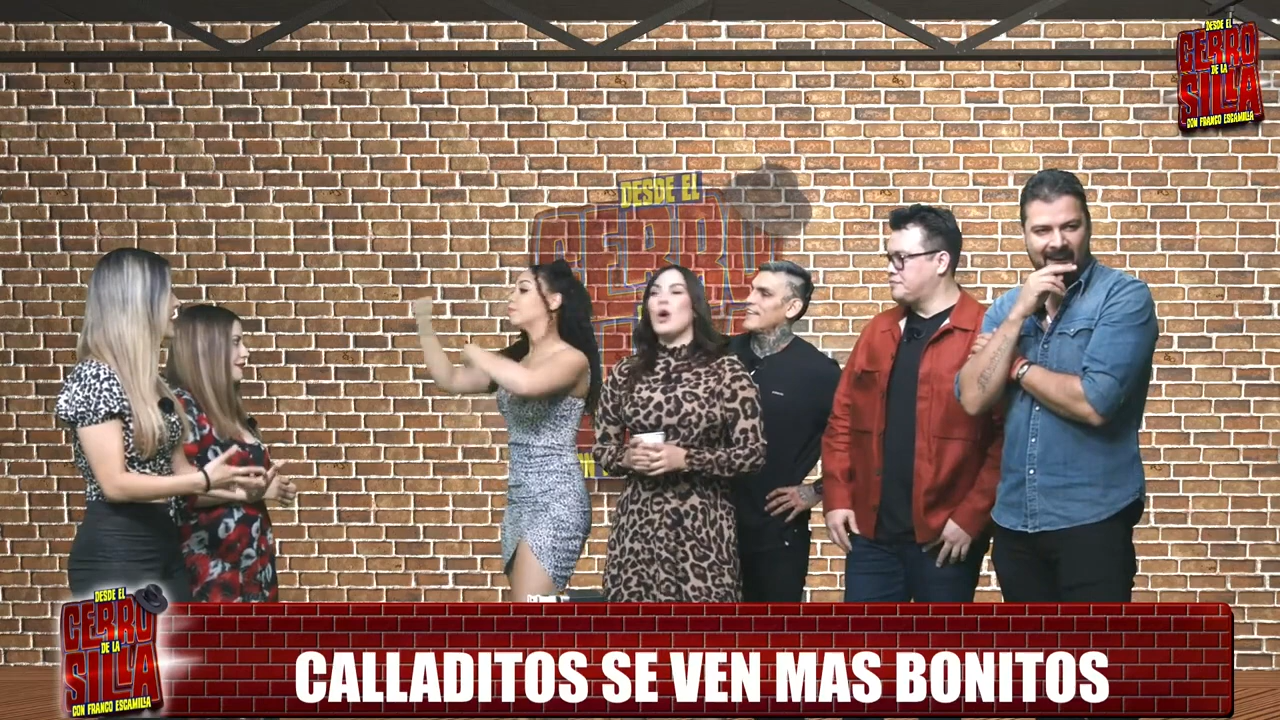 DESDE EL
CERRO
DE LA
SILLA
CON FRANCO ESCAMILLA
DESDE EL
CERRO
DESDE EL
CERRO
DE LA
SILLA
CON FRANCO ESCAMILLA
CALLADITOS SE VEN MAS BONITOS